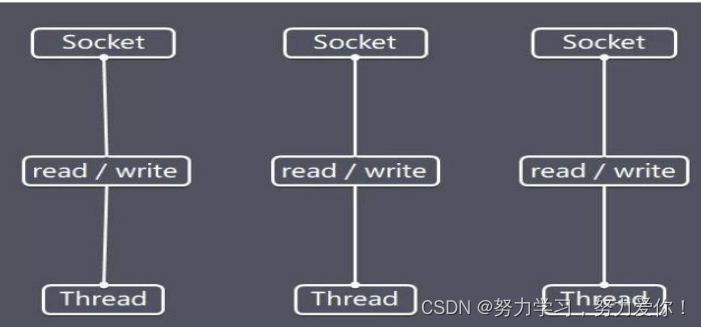 Socket Socket Socket
read / write read / write read / write
Thread Thread Thread
CSDN @努力学习，努力爱你！